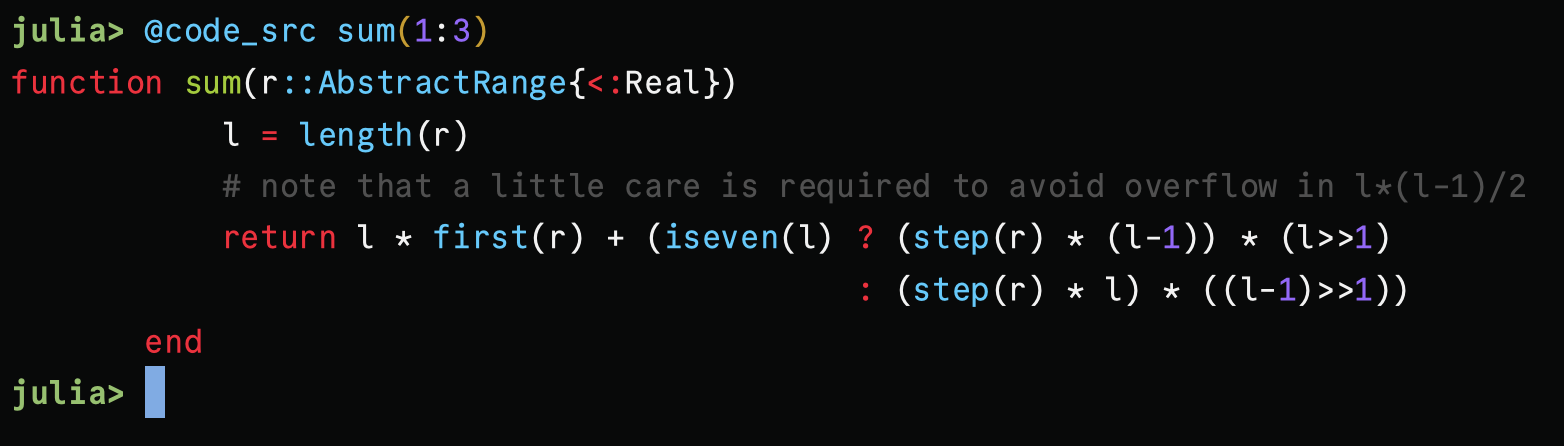 julia> @code_src sum(1:3)
function sum(r::AbstractRange{<:Real})
           l = length(r)
           # note that a little care is required to avoid overflow in l*(l-1)/2
           return l * first(r) + (iseven(l) ? (step(r) * (l-1)) * (l>>1)
                                            : (step(r) * l) * ((l-1)>>1))
       end
julia>